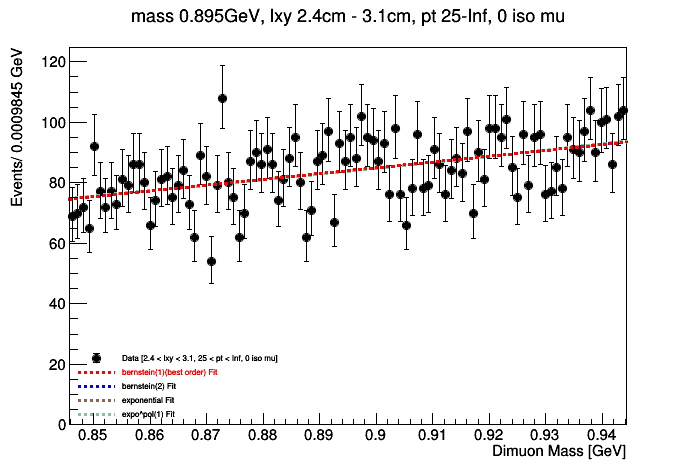 mass 0.895GeV, lxy 2.4cm - 3.1cm, pt 25-Inf, 0 iso mu
Events/ 0.0009845 GeV
120
100
80
60
40
20
0
Data [2.4 < lxy < 3.1, 25 < pt < Inf, 0 iso mu]
bernstein(1)(best order) Fit
bernstein(2) Fit
exponential Fit
expo*pol(1) Fit
0.85 0.86 0.87 0.88 0.89 0.9 0.91 0.92 0.93 0.94
Dimuon Mass [GeV]